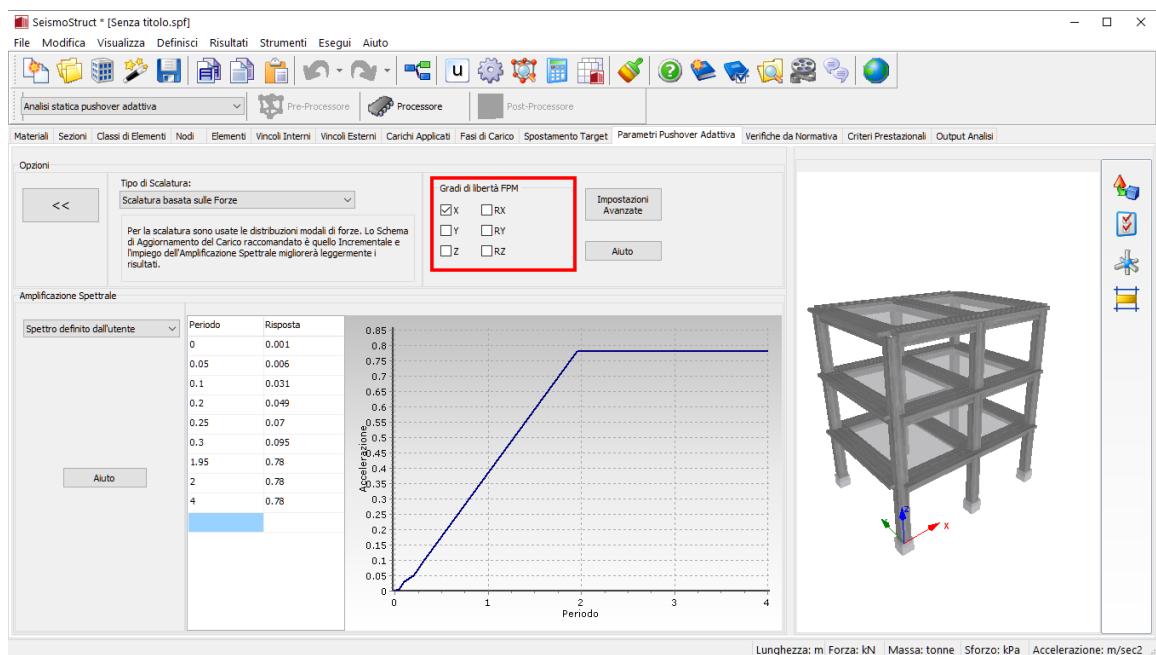 SeismoStruct * [Senza titolo.spf]
File Modifica Visualizza Definisci Risultati Strumenti Esegui Aiuto
Analisi statica pushover adattiva Pre-Processore Processore Post-Processore
Materiali Sezioni Classi di Elementi Nodi Elementi Vincoli Interni Vincoli Esterni Carichi Applicati Fasi di Carico Spostamento Target Parametri Pushover Adattiva Verifiche da Normativa Criteri Prestazionali Output Analisi
Opzioni
<<
Tipo di Scalatura:
Scalatura basata sulle Forze
Per la scalatura sono usate le distribuzioni modali di forze. Lo Schema
di Aggiornamento del Carico raccomandato è quello Incrementale e
l'impiego dell'Amplificazione Spettrale migliorerà leggermente i
risultati.
Gradi di libertà FPM
X RX
Y RY
Z RZ
Impostazioni
Avanzate
Aiuto
Amplificazione Spettrale
Spettro definito dall'utente
Aiuto
Periodo Risposta
0 0.001
0.05 0.006
0.1 0.031
0.2 0.049
0.25 0.07
0.3 0.095
1.95 0.78
2 0.78
4 0.78
Accelerazione
0.85
0.8
0.75
0.7
0.65
0.6
0.55
0.5
0.45
0.4
0.35
0.3
0.25
0.2
0.15
0.1
0.05
0
0 1 2 3 4
Periodo
Z
Y
X
Lunghezza: m Forza: kN Massa: tonne Sforzo: kPa Accelerazione: m/sec2